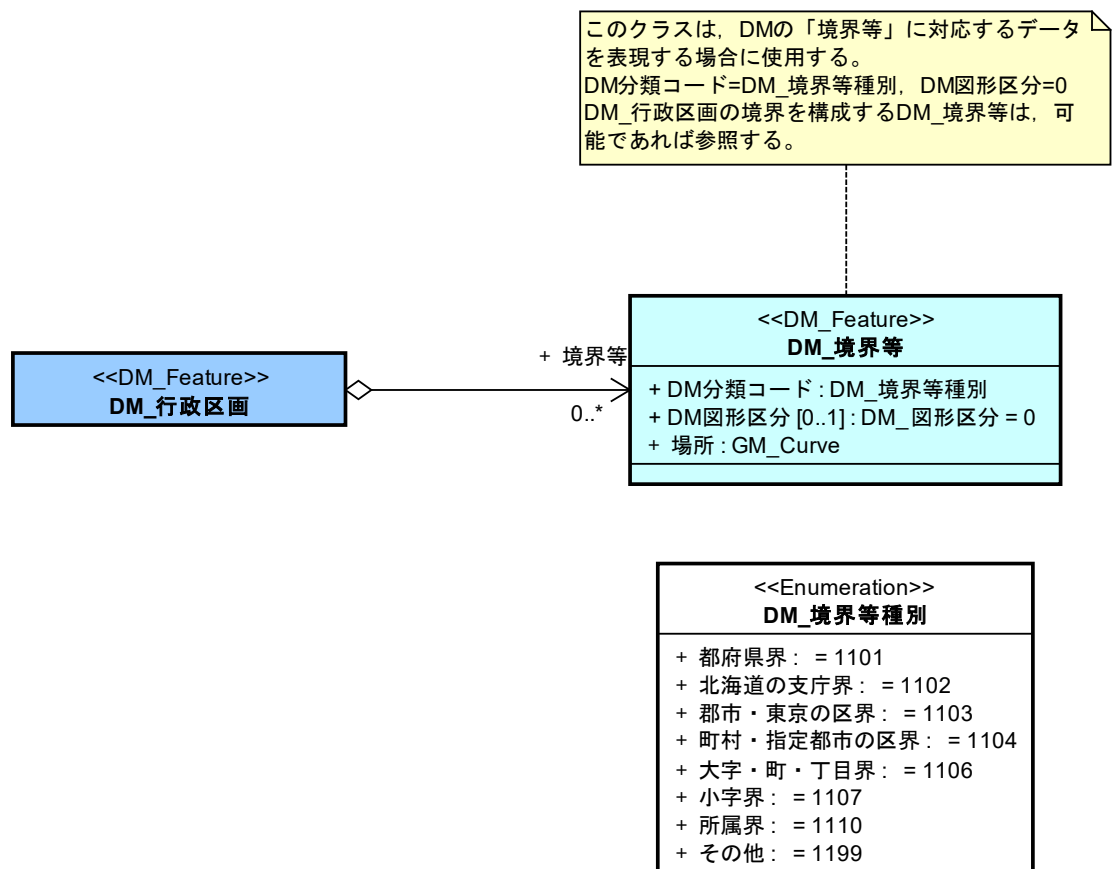 このクラスは，DMの「境界等」に対応するデータ
を表現する場合に使用する。
DM分類コード=DM_境界等種別，DM図形区分=0
DM_行政区画の境界を構成するDM_境界等は，可
能であれば参照する。
<<DM_Feature>>
DM_行政区画
+ 境界等
0..*
<<DM_Feature>>
DM_境界等
+ DM分類コード : DM_境界等種別
+ DM図形区分 [0..1] : DM_図形区分 = 0
+ 場所 : GM_Curve
<<Enumeration>>
DM_境界等種別
+ 都府県界 : = 1101
+ 北海道の支庁界 : = 1102
+ 郡市・東京の区界 : = 1103
+ 町村・指定都市の区界 : = 1104
+ 大字・町・丁目界 : = 1106
+ 小字界 : = 1107
+ 所属界 : = 1110
+ その他 : = 1199